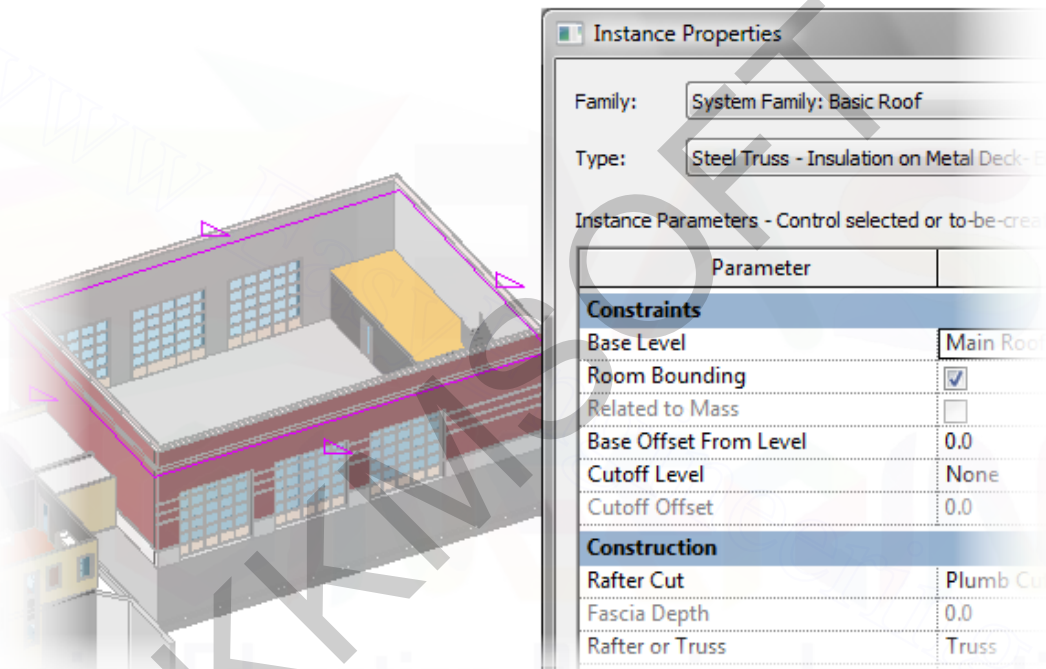 Instance Properties
Family: System Family: Basic Roof
Type: Steel Truss - Insulation on Metal Deck-
Instance Parameters - Control selected or to-be-crea
Parameter
Constraints
Base Level Main Roof
Room Bounding
Related to Mass
Base Offset From Level 0.0
Cutoff Level None
Cutoff Offset 0.0
Construction
Rafter Cut Plumb Cu
Fascia Depth 0.0
Rafter or Truss Truss
KKMSOFT